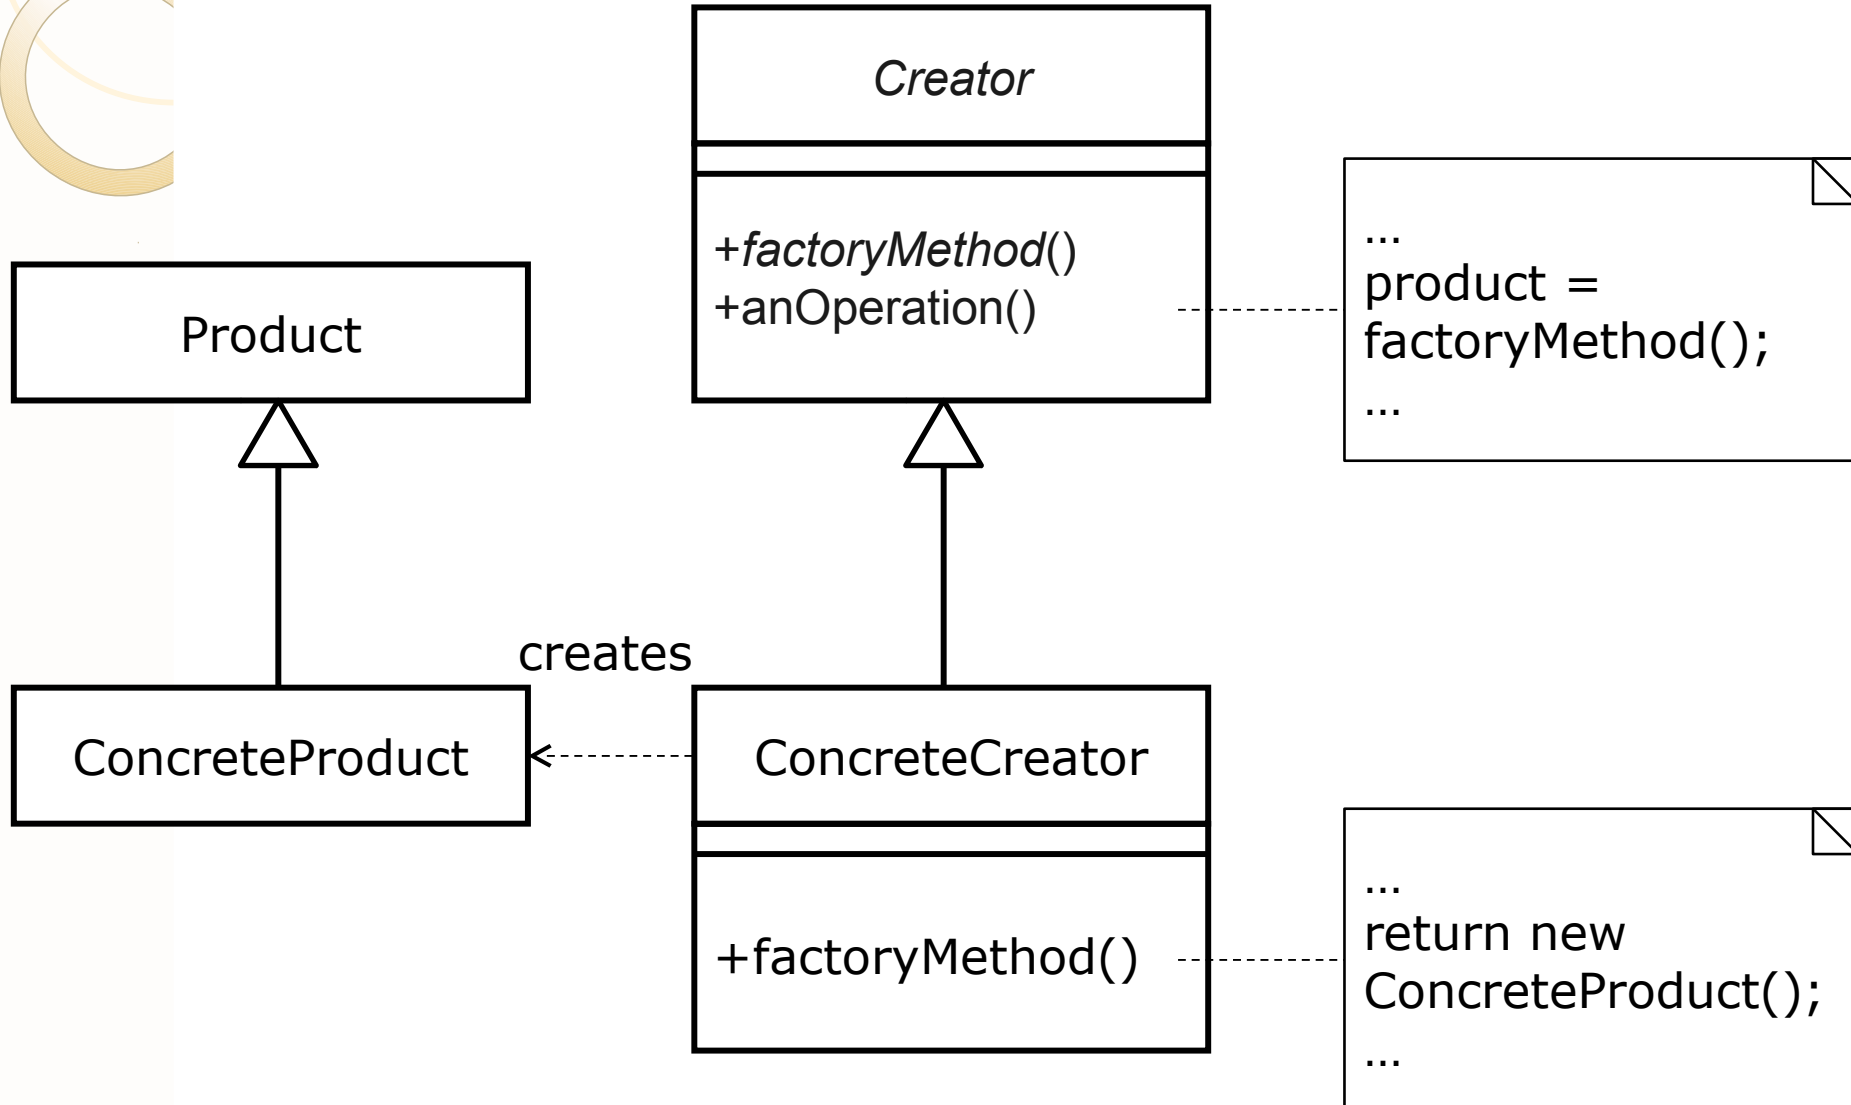 Creator
+factoryMethod()
+anOperation()
...
product =
factoryMethod();
...
Product
creates
ConcreteProduct
ConcreteCreator
+factoryMethod()
...
return new
ConcreteProduct();
...